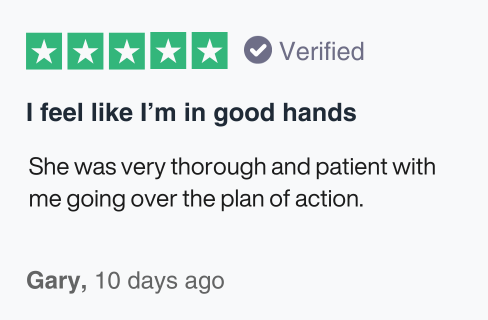 Verified
I feel like I’m in good hands
She was very thorough and patient with
me going over the plan of action.
Gary, 10 days ago